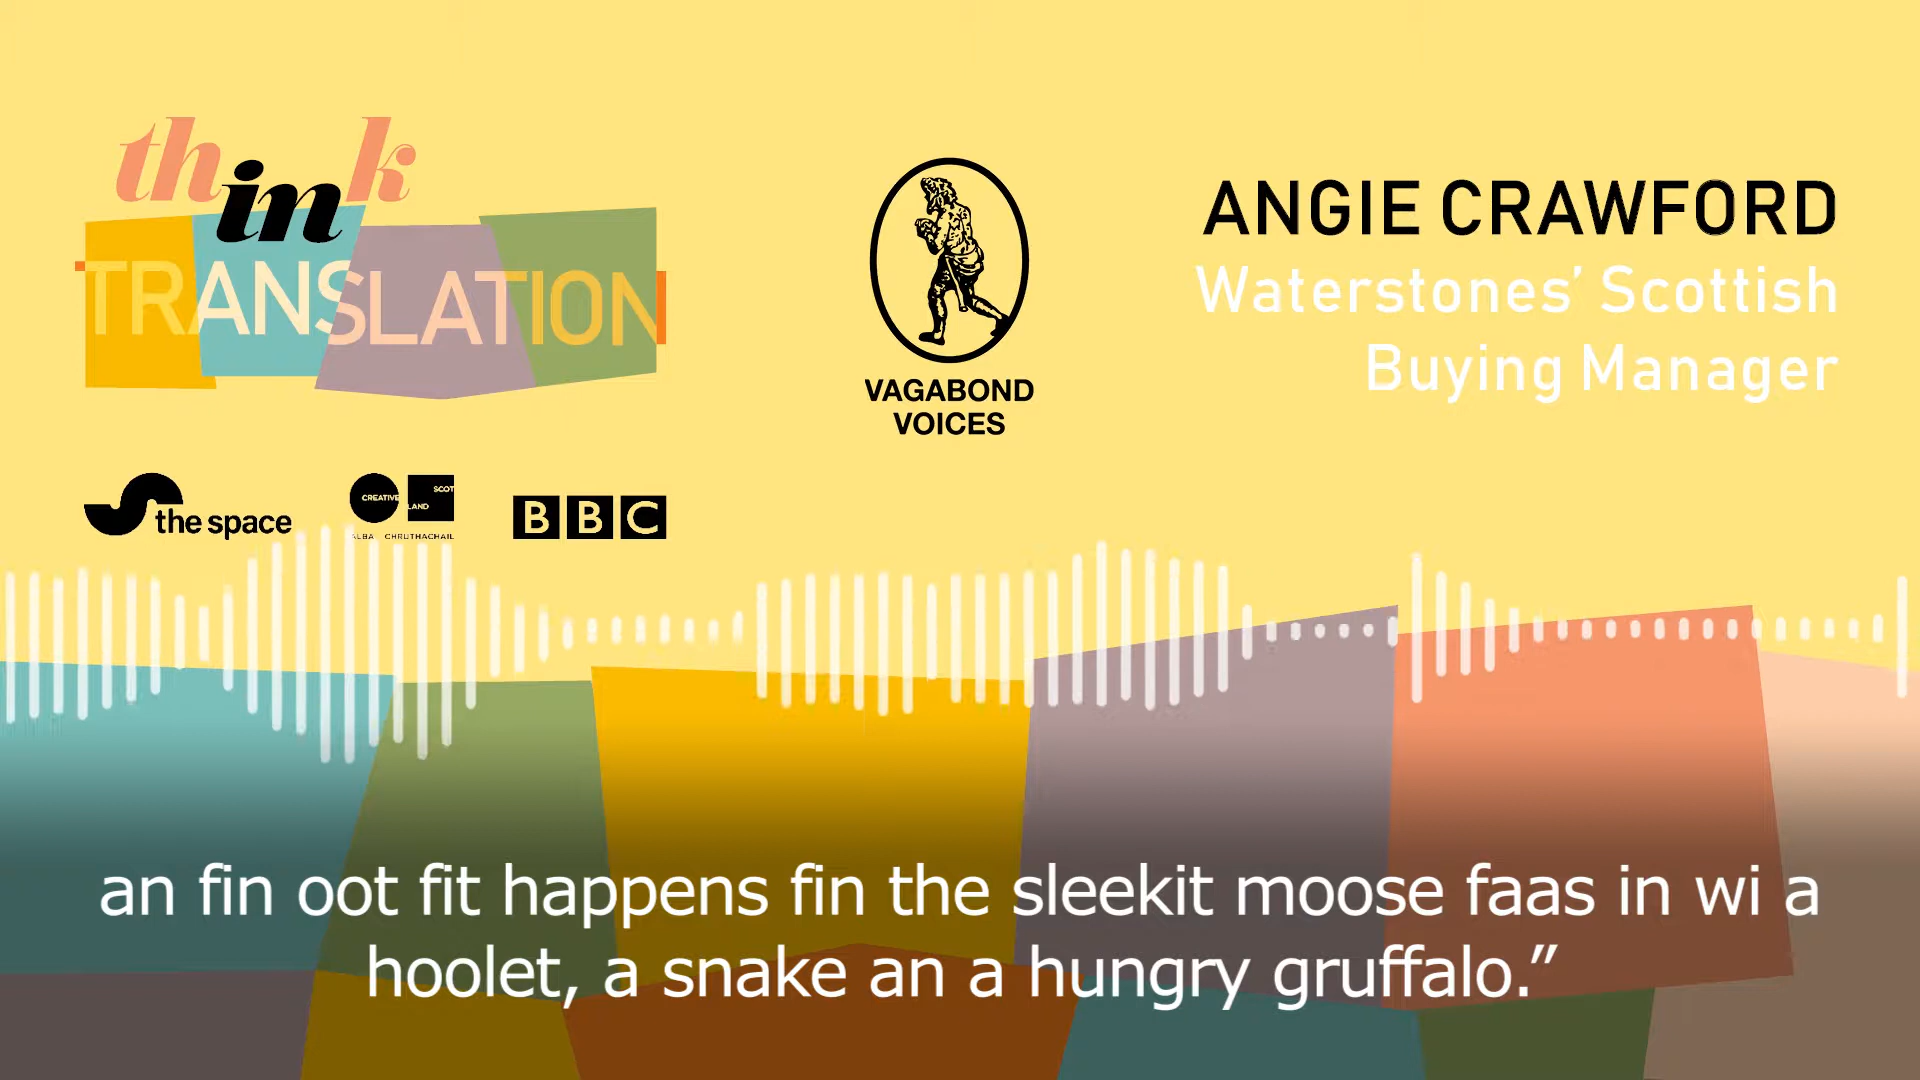 think
TRANSLATION
VAGABOND
VOICES
ANGIE CRAWFORD
Waterstones’ Scottish
Buying Manager
the space
CREATIVE SCOT
LAND
ALBA CHRUTHACHAIL
BBC
an fin oot fit happens fin the sleekit moose faas in wi a
hoolet, a snake an a hungry gruffalo.”